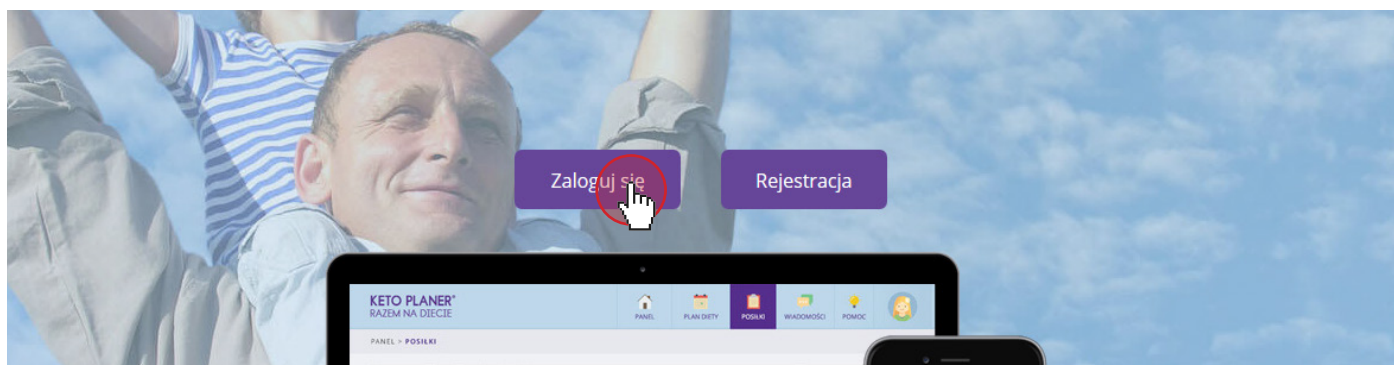 Zaloguj się
Rejestracja
KETO PLANER®
RAZEM NA DIECIE
PANEL
PLAN DIETY
POSIŁKI
WIADOMOŚCI
POMOC
PANEL > POSIŁKI